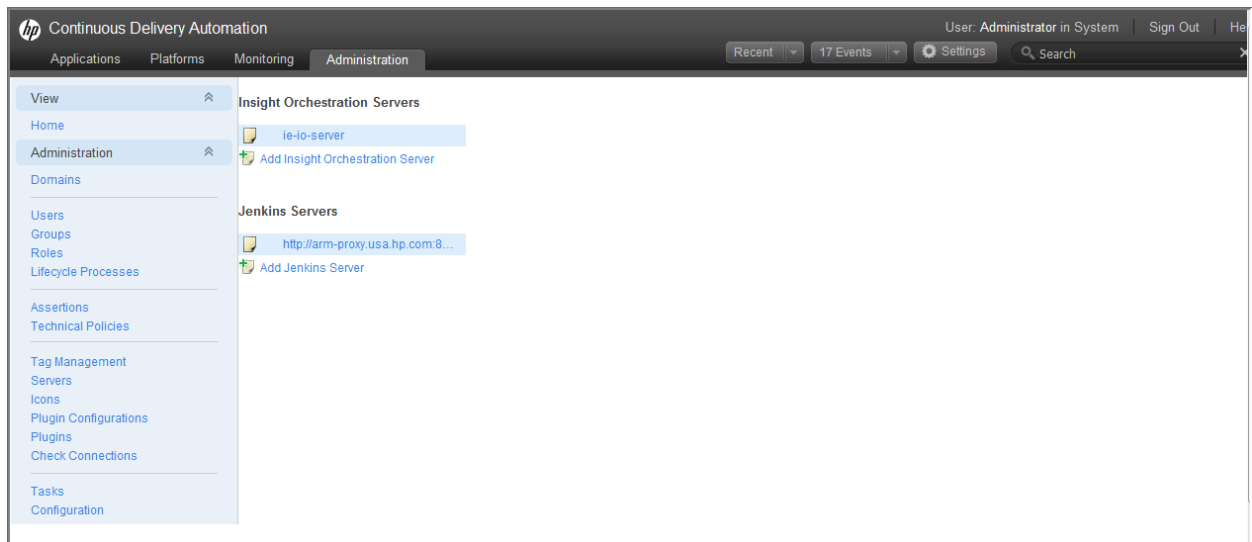 hp Continuous Delivery Automation
User: Administrator in System Sign Out
Applications Platforms Monitoring Administration
Recent 17 Events Settings Search
View
Home
Administration
Domains
Users
Groups
Roles
Lifecycle Processes
Assertions
Technical Policies
Tag Management
Servers
Icons
Plugin Configurations
Plugins
Check Connections
Tasks
Configuration
Insight Orchestration Servers
ie-io-server
Add Insight Orchestration Server
Jenkins Servers
http://arm-proxy.usa.hp.com:8...
Add Jenkins Server